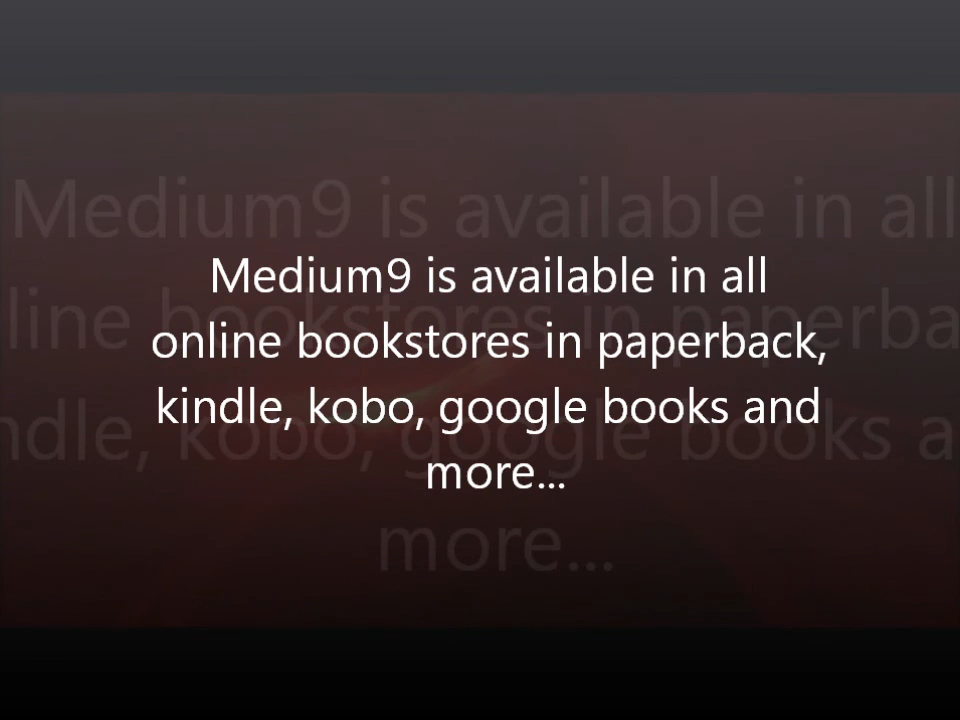 Medium9 is available in all
online bookstores in paperback,
kindle, kobo, google books and
more...